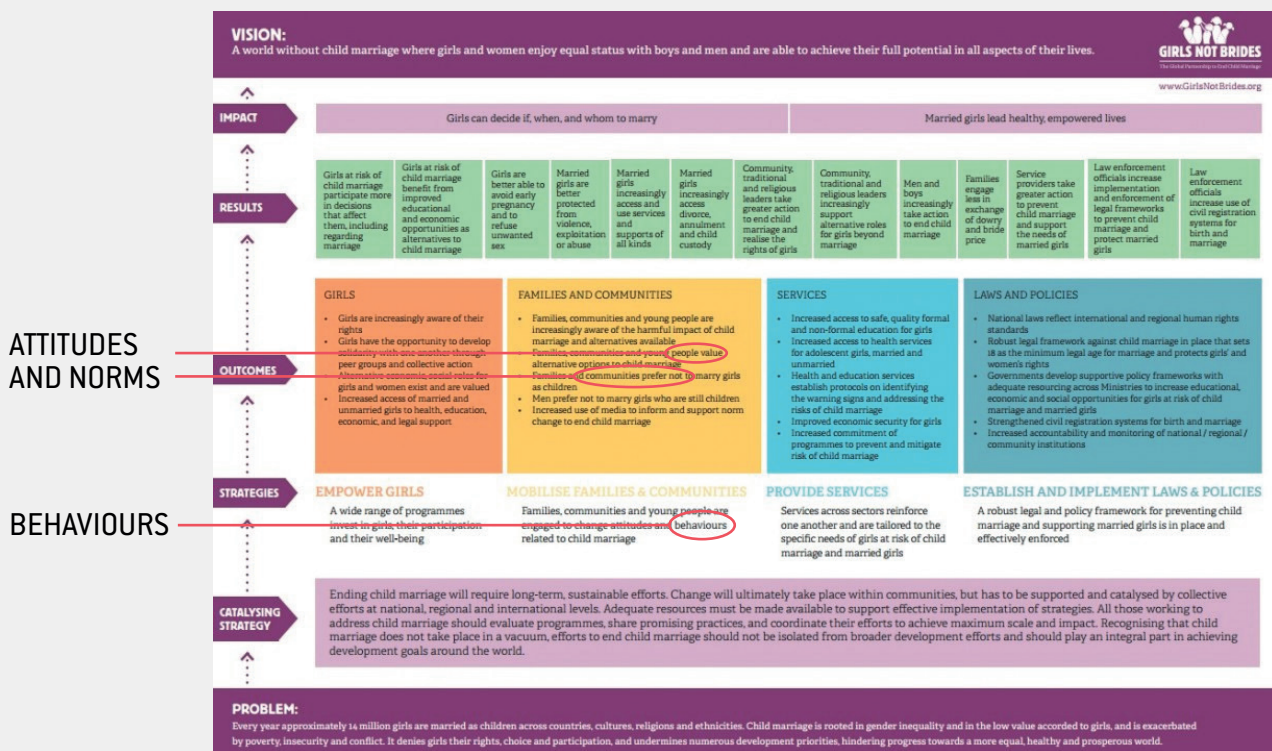 VISION:
A world without child marriage where girls and women enjoy equal status with boys and men and are able to achieve their full potential in all aspects of their lives.
GIRLS NOT BRIDES
The Global Partnership to End Child Marriage
www.GirlsNotBrides.org
IMPACT
Girls can decide if, when, and whom to marry
Married girls lead healthy, empowered lives
RESULTS
Girls at risk of
child marriage
participate more
in decisions
that affect
them, including
regarding
marriage
Girls at risk of
child marriage
benefit from
improved
educational
and economic
opportunities as
alternatives to
child marriage
Girls are
better able to
avoid early
pregnancy
and to
refuse
unwanted
sex
Married
girls are
better
protected
from
violence,
exploitation
or abuse
Married
girls
increasingly
access and
use services
and
supports of
all kinds
Married
girls
increasingly
access
divorce,
annulment
and child
custody
Community,
traditional
and religious
leaders take
greater action
to end child
marriage and
realise the
rights of girls
Community,
traditional and
religious leaders
increasingly
support
alternative roles
for girls beyond
marriage
Men and
boys
increasingly
take action
to end child
marriage
Families
engage
less in
exchange
of dowry
and bride
price
Service
providers take
greater action
to prevent
child marriage
and support
the needs of
married girls
Law enforcement
officials increase
implementation
and enforcement of
legal frameworks
to prevent child
marriage and
protect married
girls
Law
enforcement
officials
increase use of
civil registration
systems for
birth and
marriage
ATTITUDES
AND NORMS
OUTCOMES
GIRLS
• Girls are increasingly aware of their
rights
• Girls have the opportunity to develop
solidarity with one another through
peer groups and collective action
• Alternative economic, social roles for
girls and women exist and are valued
• Increased access of married and
unmarried girls to health, education,
economic, and legal support
FAMILIES AND COMMUNITIES
• Families, communities and young people are
increasingly aware of the harmful impact of child
marriage and alternatives available
• Families, communities and young people value
alternative options to child marriage
• Families and communities prefer not to marry girls
as children
• Men prefer not to marry girls who are still children
• Increased use of media to inform and support norm
change to end child marriage
SERVICES
• Increased access to safe, quality formal
and non-formal education for girls
• Increased access to health services
for adolescent girls, married and
unmarried
• Health and education services
establish protocols on identifying
the warning signs and addressing the
risks of child marriage
• Improved economic security for girls
• Increased commitment of
programmes to prevent and mitigate
risk of child marriage
LAWS AND POLICIES
• National laws reflect international and regional human rights
standards
• Robust legal framework against child marriage in place that sets
18 as the minimum legal age for marriage and protects girls' and
women's rights
• Governments develop supportive policy frameworks with
adequate resourcing across Ministries to increase educational,
economic and social opportunities for girls at risk of child
marriage and married girls
• Strengthened civil registration systems for birth and marriage
• Increased accountability and monitoring of national / regional /
community institutions
BEHAVIOURS
STRATEGIES
EMPOWER GIRLS
A wide range of programmes
invest in girls, their participation
and their well-being
MOBILISE FAMILIES & COMMUNITIES
Families, communities and young people are
engaged to change attitudes and behaviours
related to child marriage
PROVIDE SERVICES
Services across sectors reinforce
one another and are tailored to the
specific needs of girls at risk of child
marriage and married girls
ESTABLISH AND IMPLEMENT LAWS & POLICIES
A robust legal and policy framework for preventing child
marriage and supporting married girls is in place and
effectively enforced
CATALYSING
STRATEGY
Ending child marriage will require long-term, sustainable efforts. Change will ultimately take place within communities, but has to be supported and catalysed by collective
efforts at national, regional and international levels. Adequate resources must be made available to support effective implementation of strategies. All those working to
address child marriage should evaluate programmes, share promising practices, and coordinate their efforts to achieve maximum scale and impact. Recognising that child
marriage does not take place in a vacuum, efforts to end child marriage should not be isolated from broader development efforts and should play an integral part in achieving
development goals around the world.
PROBLEM:
Every year approximately 14 million girls are married as children across countries, cultures, religions and ethnicities. Child marriage is rooted in gender inequality and in the low value accorded to girls, and is exacerbated
by poverty, insecurity and conflict. It denies girls their rights, choice and participation, and undermines numerous development priorities, hindering progress towards a more equal, healthy and prosperous world.